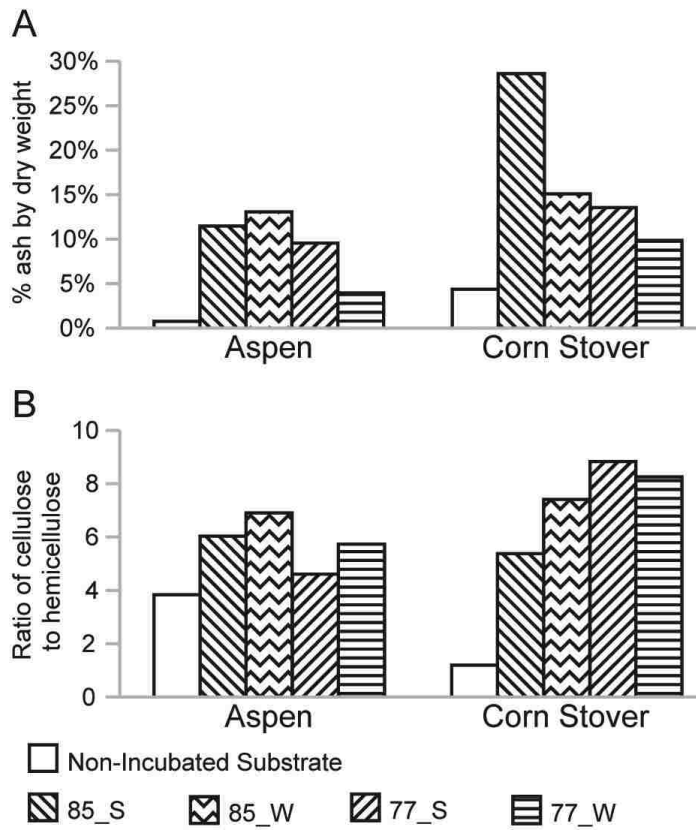 A
% ash by dry weight
30%
25%
20%
15%
10%
5%
0%
Aspen
Corn Stover
B
Ratio of cellulose
to hemicellulose
10
8
6
4
2
0
Aspen
Corn Stover
Non-Incubated Substrate
85_S
85_W
77_S
77_W